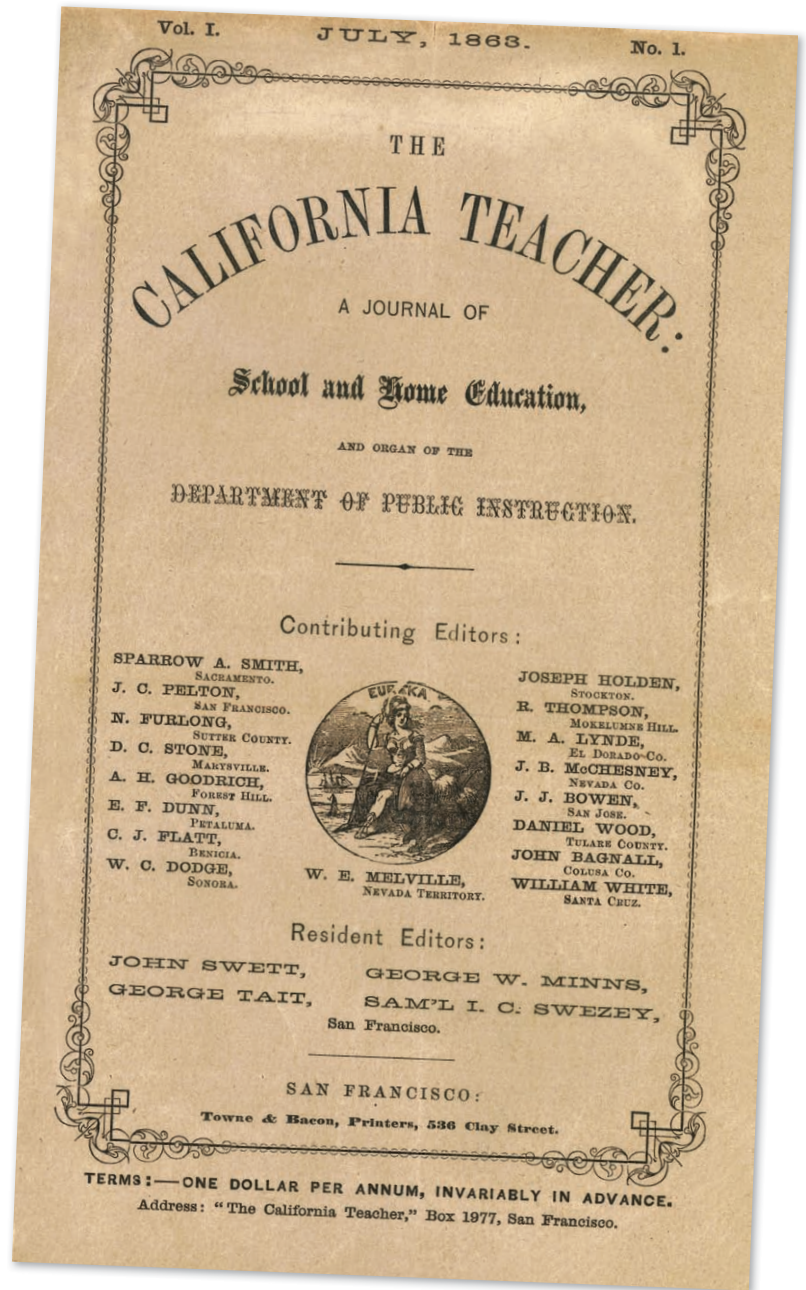 Vol. I. JULY, 1863. No. 1.
THE
CALIFORNIA TEACHER:
A JOURNAL OF
School and Home Education,
AND ORGAN OF THE
DEPARTMENT OF PUBLIC INSTRUCTION.
Contributing Editors:
SPARROW A. SMITH,
SACRAMENTO.
J. C. PELTON,
SAN FRANCISCO.
N. FURLONG,
SUTTER COUNTY.
D. C. STONE,
MARYSVILLE.
A. H. GOODRICH,
FOREST HILL.
E. F. DUNN,
PETALUMA.
C. J. FLATT,
BENICIA.
W. C. DODGE,
SONORA.
EUREKA
W. E. MELVILLE,
NEVADA TERRITORY.
JOSEPH HOLDEN,
STOCKTON.
R. THOMPSON,
MOKELUMNE HILL.
M. A. LYNDE,
EL DORADO Co.
J. B. McCHESNEY,
NEVADA Co.
J. J. BOWEN,
SAN JOSE.
DANIEL WOOD,
TULARE COUNTY.
JOHN BAGNALL,
COLUSA Co.
WILLIAM WHITE,
SANTA CRUZ.
Resident Editors:
JOHN SWETT, GEORGE W. MINNS,
GEORGE TAIT, SAM'L I. C. SWEZEY,
San Francisco.
SAN FRANCISCO:
Towne & Bacon, Printers, 536 Clay Street.
TERMS:—ONE DOLLAR PER ANNUM, INVARIABLY IN ADVANCE.
Address: "The California Teacher," Box 1977, San Francisco.